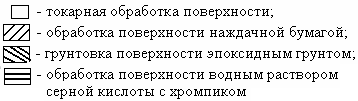 - токарная обработка поверхности;
- обработка поверхности наждачной бумагой;
- грунтовка поверхности эпоксидным грунтом;
- обработка поверхности водным раствором
серной кислоты с хромпиком